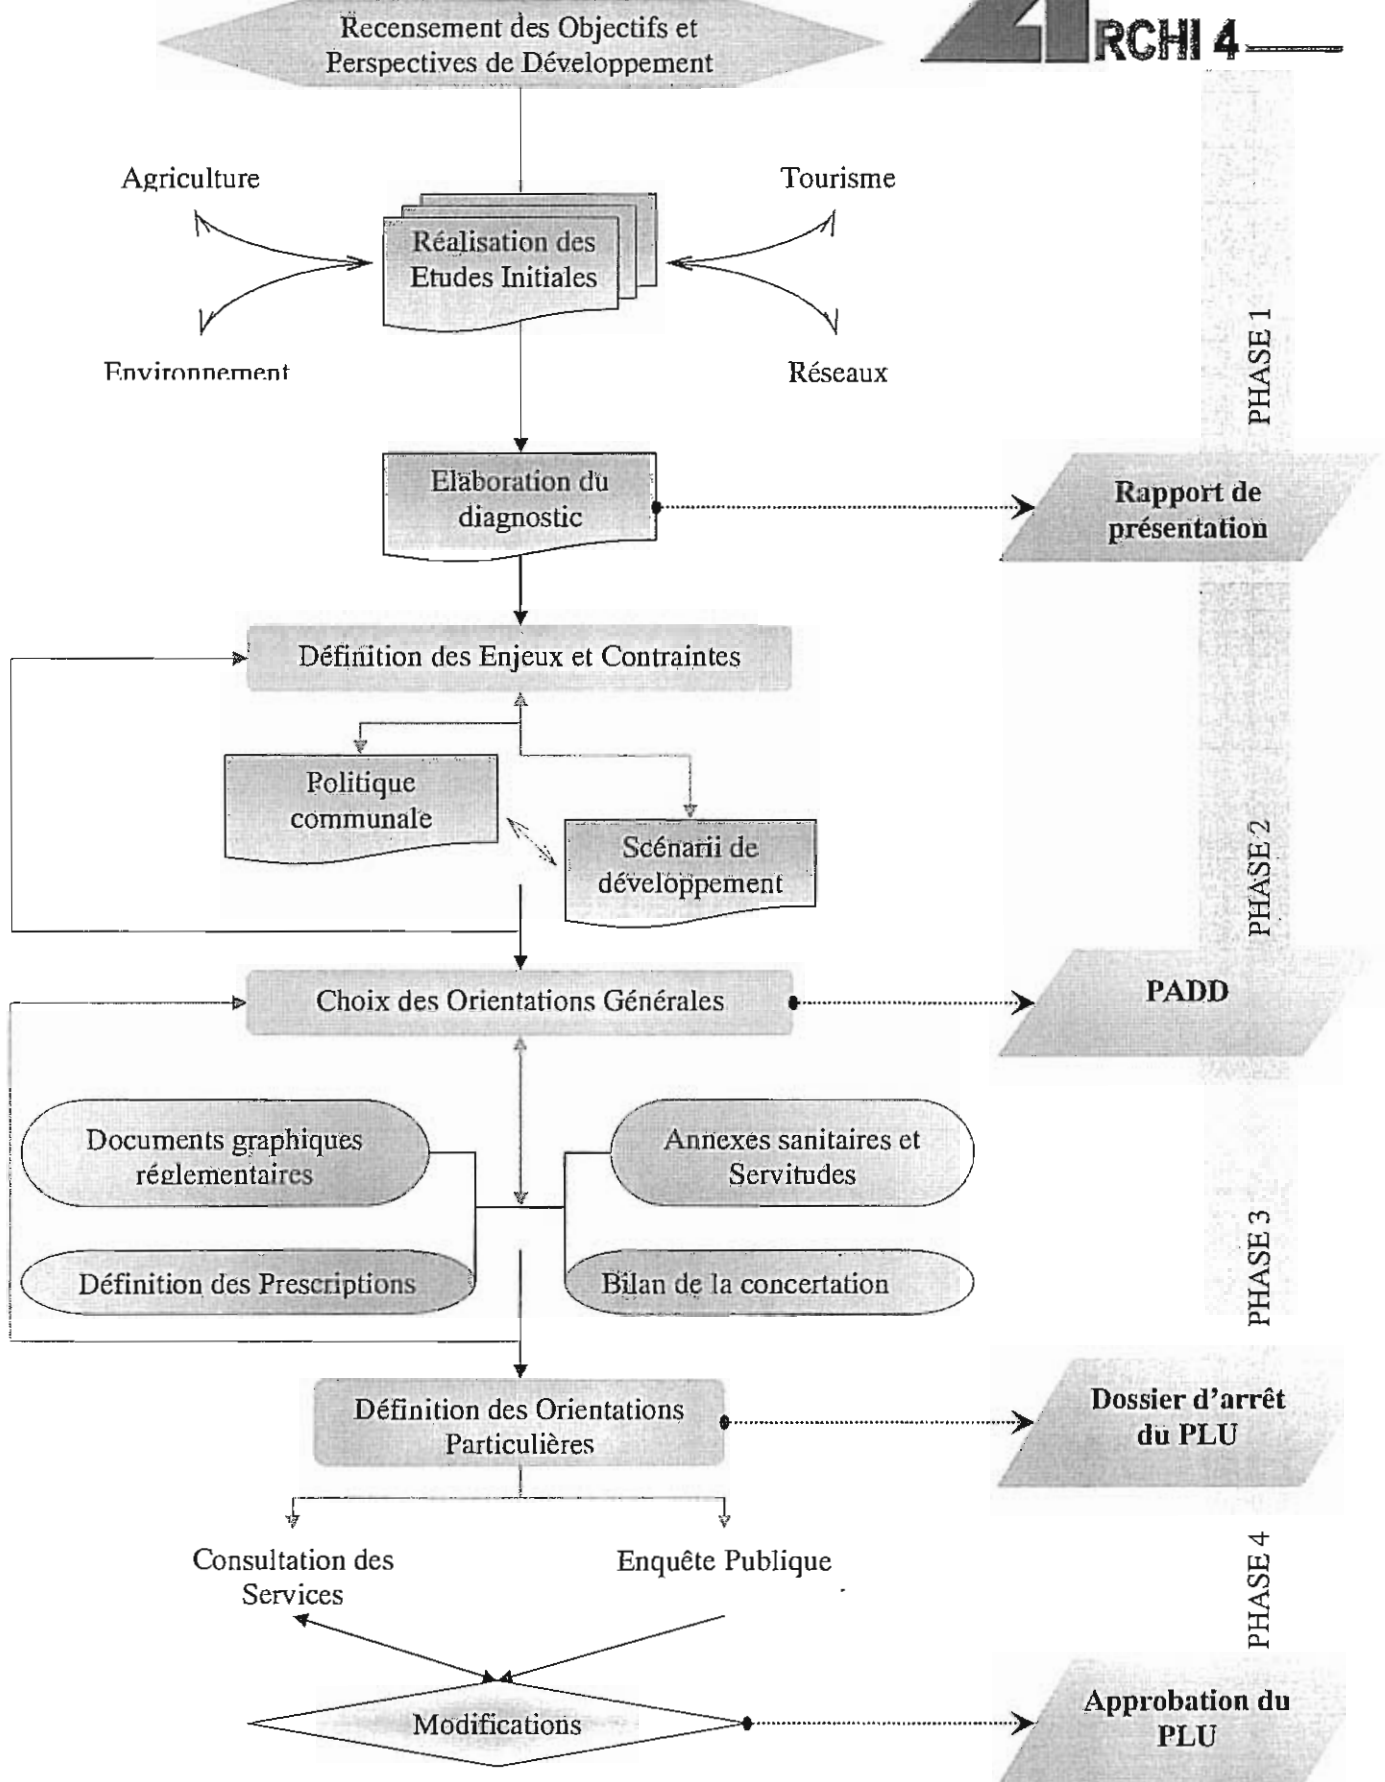 Recensement des Objectifs et
Perspectives de Développement
ARCHI 4
Agriculture
Tourisme
Réalisation des
Etudes Initiales
Environnement
Réseaux
PHASE 1
Elaboration du
diagnostic
Rapport de
présentation
Définition des Enjeux et Contraintes
Politique
communale
Scénarii de
développement
PHASE 2
Choix des Orientations Générales
PADD
Documents graphiques
réglementaires
Annexes sanitaires et
Servitudes
Définition des Prescriptions
Bilan de la concertation
PHASE 3
Définition des Orientations
Particulières
Dossier d'arrêt
du PLU
Consultation des
Services
Enquête Publique
PHASE 4
Modifications
Approbation du
PLU